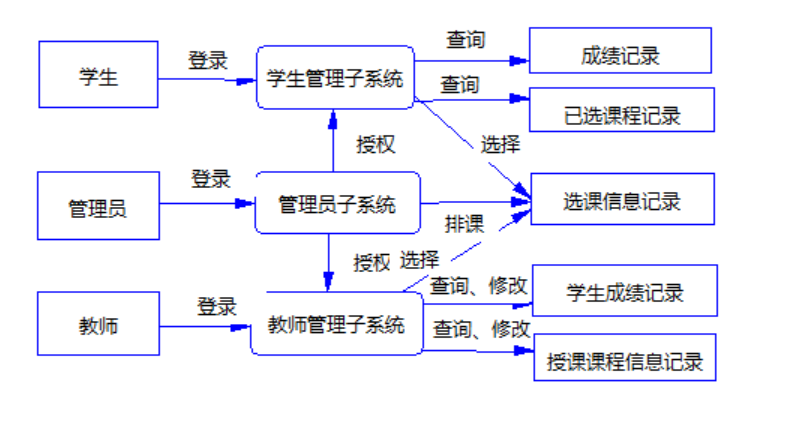 查询
成绩记录
登录
学生
学生管理子系统
查询
已选课程记录
授权
选择
登录
管理员
管理员子系统
选课信息记录
排课
授权
选择
查询、修改
学生成绩记录
登录
教师
教师管理子系统
查询、修改
授课课程信息记录